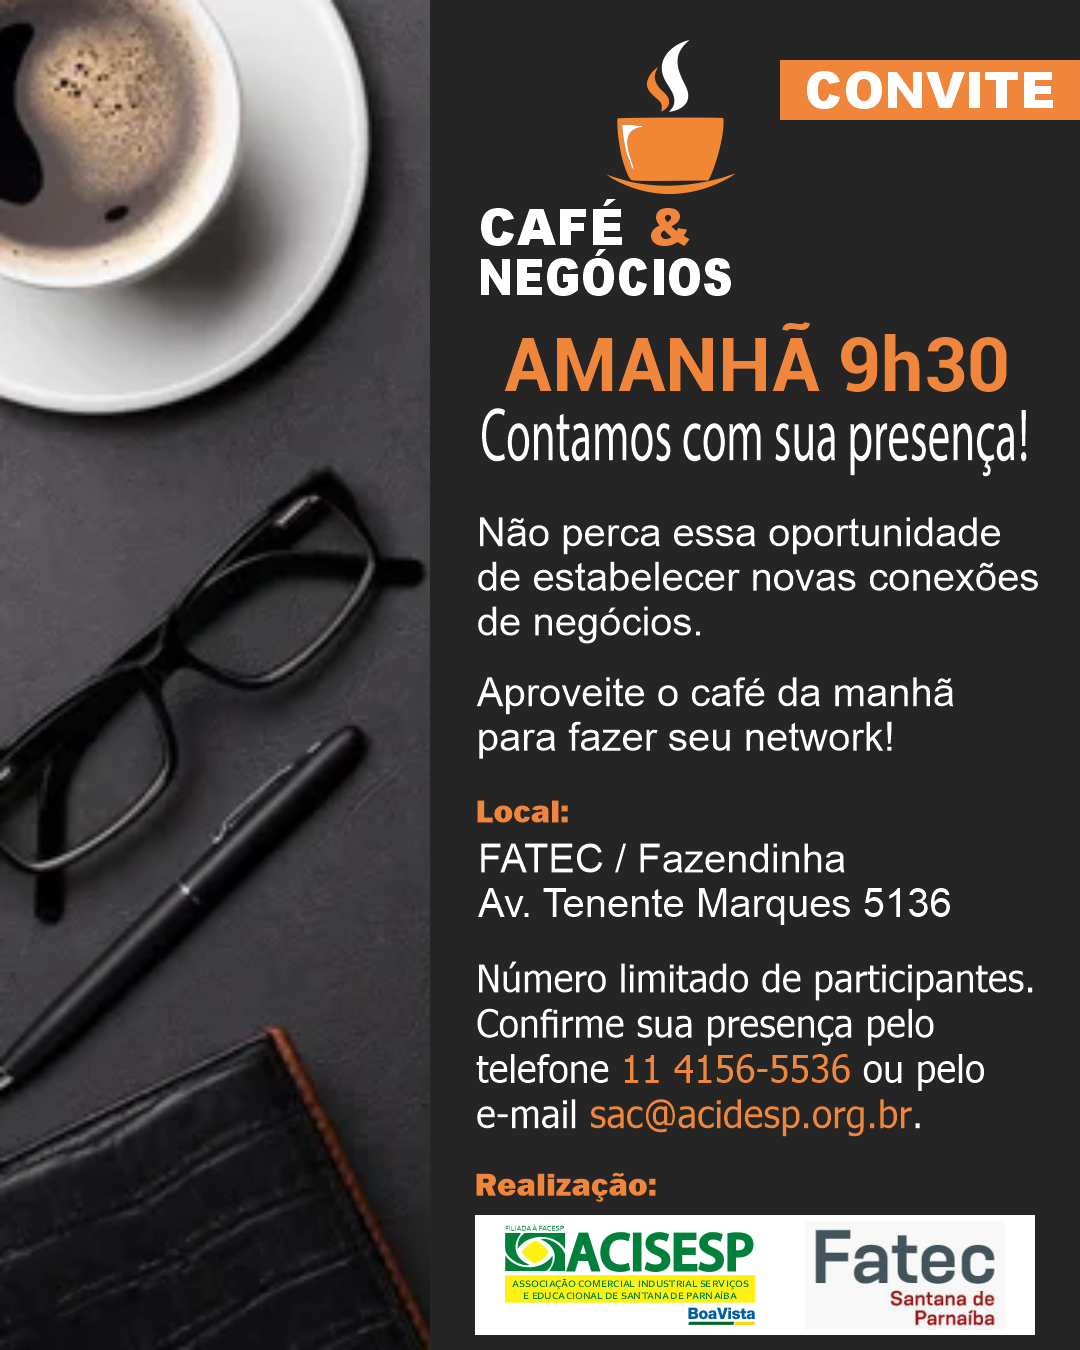 CONVITE
CAFÉ &
NEGÓCIOS
AMANHÃ 9h30
Contamos com sua presença!
Não perca essa oportunidade
de estabelecer novas conexões
de negócios.
Aproveite o café da manhã
para fazer seu network!
Local:
FATEC / Fazendinha
Av. Tenente Marques 5136
Número limitado de participantes.
Confirme sua presença pelo
telefone 11 4156-5536 ou pelo
e-mail sac@acidesp.org.br.
Realização:
FILIADA À FACESP
ACISESP
ASSOCIAÇÃO COMERCIAL INDUSTRIAL SERVIÇOS
E EDUCACIONAL DE SANTANA DE PARNAÍBA
BoaVista
Fatec
Santana de
Parnaíba